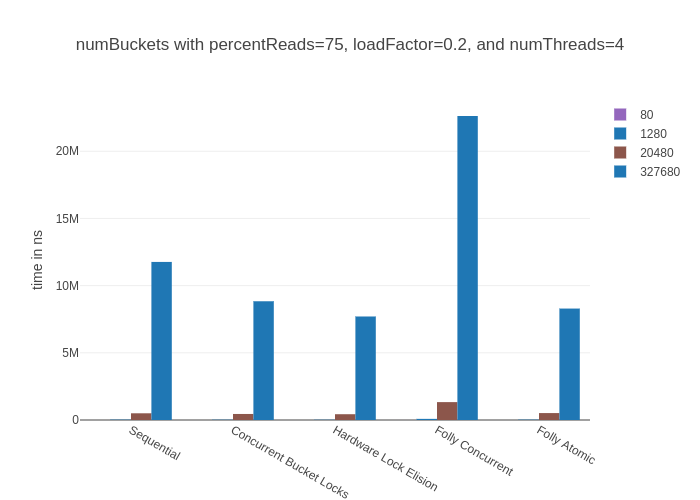 numBuckets with percentReads=75, loadFactor=0.2, and numThreads=4
80
1280
20480
327680
time in ns
20M
15M
10M
5M
0
Sequential
Concurrent Bucket Locks
Hardware Lock Elision
Folly Concurrent
Folly Atomic